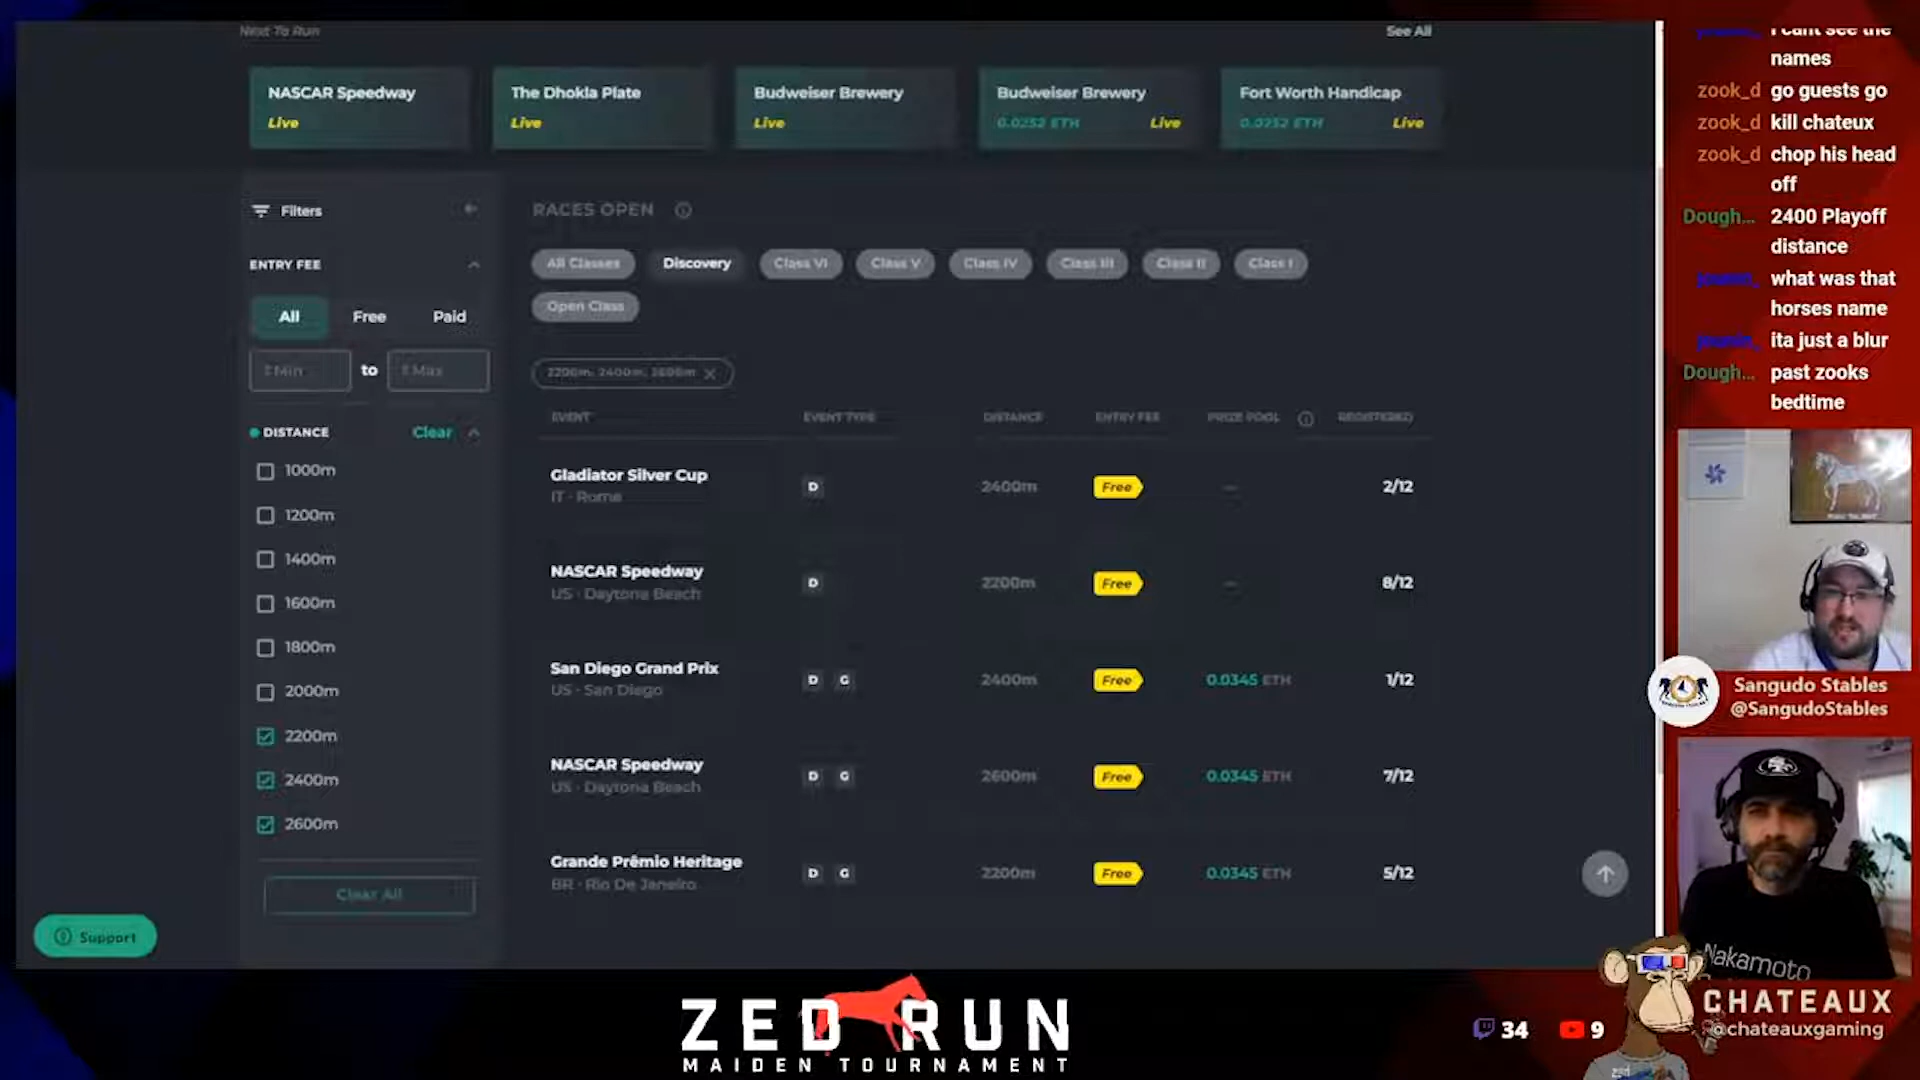 Next To Run
See All
NASCAR Speedway
Live
The Dhokla Plate
Live
Budweiser Brewery
Live
Budweiser Brewery
0.0252 ETH Live
Fort Worth Handicap
0.0252 ETH Live
Filters
ENTRY FEE
All Free Paid
Min to Max
DISTANCE Clear
1000m
1200m
1400m
1600m
1800m
2000m
2200m
2400m
2600m
Clear All
Support
RACES OPEN
All Classes Discovery Class VI Class V Class IV Class III Class II Class I
Open Class
2200m, 2400m, 2600m
EVENT EVENT TYPE DISTANCE ENTRY FEE PRIZE POOL REGISTERED
Gladiator Silver Cup
IT · Rome
D 2400m Free — 2/12
NASCAR Speedway
US · Daytona Beach
D 2200m Free — 8/12
San Diego Grand Prix
US · San Diego
D G 2400m Free 0.0345 ETH 1/12
NASCAR Speedway
US · Daytona Beach
D G 2600m Free 0.0345 ETH 7/12
Grande Prêmio Heritage
BR · Rio De Janeiro
D G 2200m Free 0.0345 ETH 5/12
I cant see the
names
zook_d go guests go
zook_d kill chateux
zook_d chop his head
off
Dough... 2400 Playoff
distance
what was that
horses name
ita just a blur
Dough... past zooks
bedtime
Sangudo Stables
@SangudoStables
Nakamoto
CHATEAUX
@chateauxgaming
34 9
ZED RUN
MAIDEN TOURNAMENT